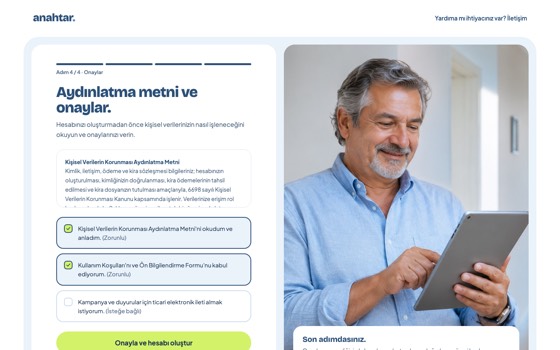 anahtar.
Yardıma mı ihtiyacınız var? İletişim
Adım 4 / 4 · Onaylar
Aydınlatma metni ve
onaylar.
Hesabınızı oluşturmadan önce kişisel verilerinizin nasıl işleneceğini
okuyun ve onaylarınızı verin.
Kişisel Verilerin Korunması Aydınlatma Metni
Kimlik, iletişim, ödeme ve kira sözleşmesi bilgileriniz; hesabınızın
oluşturulması, kimliğinizin doğrulanması, kira ödemelerinin tahsil
edilmesi ve kira dosyanızın tutulması amaçlarıyla, 6698 sayılı Kişisel
Verilerin Korunması Kanunu kapsamında işlenir. Verilerinize erişim rol
Kişisel Verilerin Korunması Aydınlatma Metni'ni okudum ve
anladım. (Zorunlu)
Kullanım Koşulları'nı ve Ön Bilgilendirme Formu'nu kabul
ediyorum. (Zorunlu)
Kampanya ve duyurular için ticari elektronik ileti almak
istiyorum. (İsteğe bağlı)
Onayla ve hesabı oluştur
Son adımdasınız.